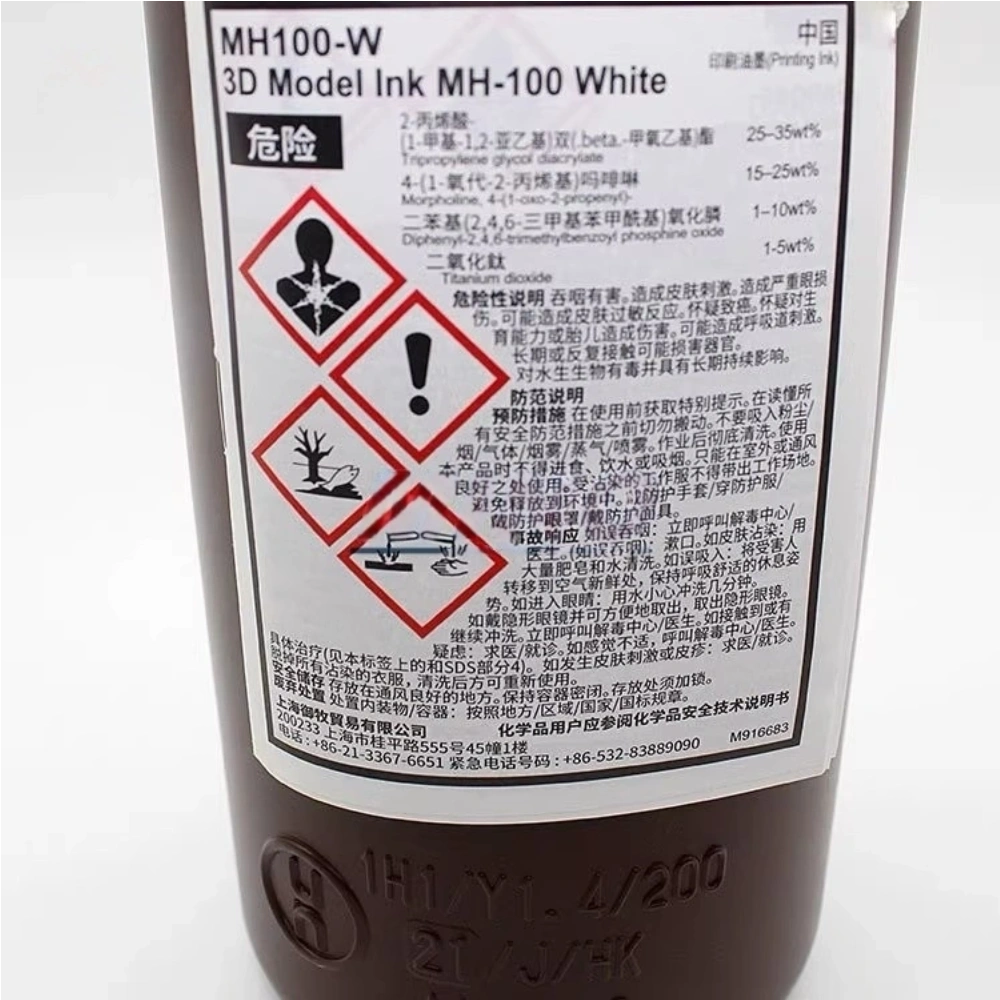 MH100-W
3D Model Ink MH-100 White
中国
印刷油墨(Printing Ink)
危险
2-丙烯酸-
(1-甲基-1,2-亚乙基)双(.beta.-甲氧乙基)酯 25–35wt%
Tripropylene glycol diacrylate
4-(1-氧代-2-丙烯基)吗啡啉 15–25wt%
Morpholine, 4-(1-oxo-2-propenyl)-
二苯基(2,4,6-三甲基苯甲酰基)氧化膦 1–10wt%
Diphenyl-2,4,6-trimethylbenzoyl phosphine oxide
二氧化鈦 1-5wt%
Titanium dioxide
危险性说明 吞咽有害。造成皮肤刺激。造成严重眼损
伤。可能造成皮肤过敏反应。怀疑致癌。怀疑对生
育能力或胎儿造成伤害。可能造成呼吸道刺激。
长期或反复接触可能损害器官。
对水生生物有毒并具有长期持续影响。
防范说明
预防措施 在使用前获取特别提示。在读懂所
有安全防范措施之前切勿搬动。不要吸入粉尘/
烟/气体/烟雾/蒸气/喷雾。作业后彻底清洗。使用
本产品时不得进食、饮水或吸烟。只能在室外或通风
良好之处使用。受沾染的工作服不得带出工作场地。
避免释放到环境中。戴防护手套/穿防护服/
戴防护眼罩/戴防护面具。
事故响应 如误吞咽：立即呼叫解毒中心/
医生。(如误吞咽)：漱口。如皮肤沾染：用
大量肥皂和水清洗。如误吸入：将受害人
转移到空气新鲜处，保持呼吸舒适的休息姿
势。如进入眼睛：用水小心冲洗几分钟。
如戴隐形眼镜并可方便地取出，取出隐形眼镜。
继续冲洗。立即呼叫解毒中心/医生。如接触到或有
疑虑：求医/就诊。如感觉不适，呼叫解毒中心/医生。
具体治疗(见本标签上的和SDS部分4)。如发生皮肤刺激或皮疹：求医/就诊。
脱掉所有沾染的衣服，清洗后方可重新使用。
安全储存 存放在通风良好的地方。保持容器密闭。存放处须加锁。
废弃处置 处置内装物/容器：按照地方/区域/国家/国标规章。
上海御牧貿易有限公司 化学品用户应参阅化学品安全技术说明书
200233 上海市桂平路555号45幢1楼
电话：+86-21-3367-6651 紧急电话号码：+86-532-83889090 M916683
1H1/Y1.4/200
21/J/HK